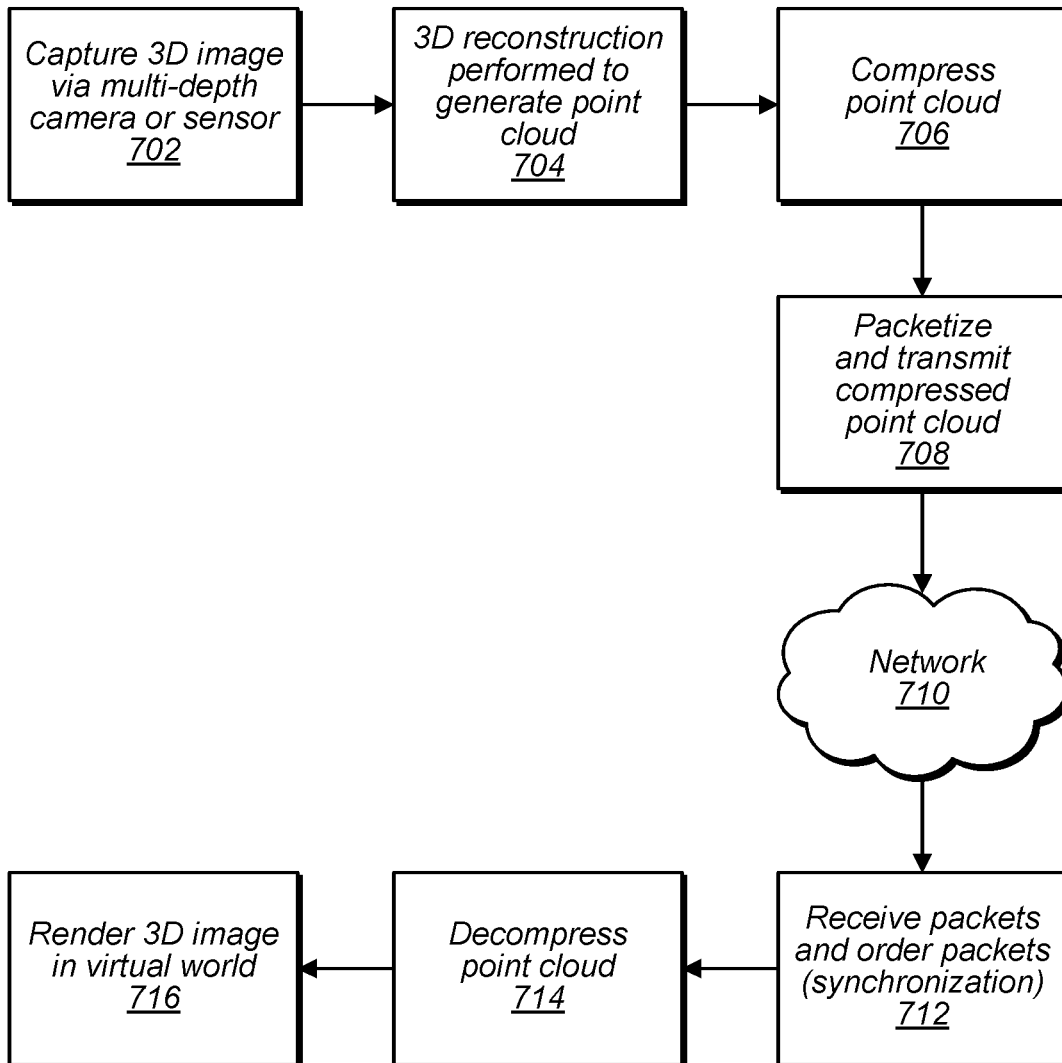 Capture 3D image
via multi-depth
camera or sensor
702
3D reconstruction
performed to
generate point
cloud
704
Compress
point cloud
706
Packetize
and transmit
compressed
point cloud
708
Network
710
Receive packets
and order packets
(synchronization)
712
Decompress
point cloud
714
Render 3D image
in virtual world
716